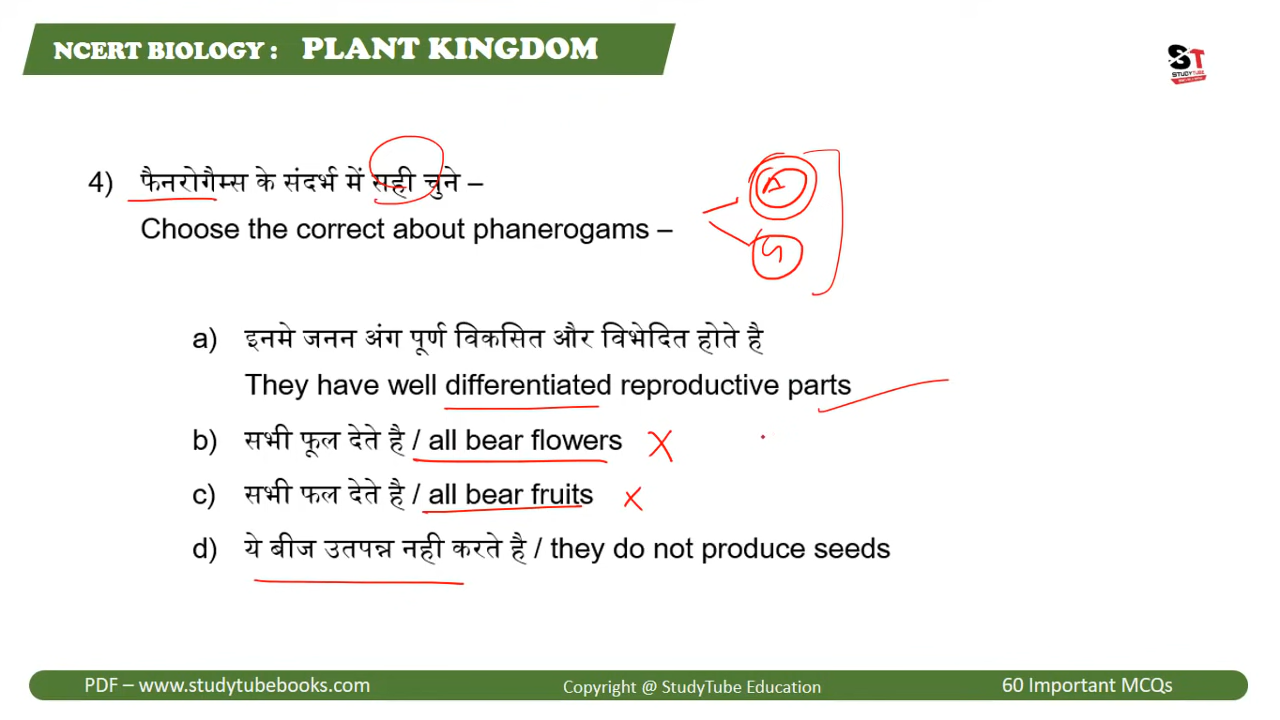 NCERT BIOLOGY : PLANT KINGDOM
ST
STUDYTUBE
4) फैनरोगैम्स के संदर्भ में सही चुने –
Choose the correct about phanerogams –
A
G
a) इनमे जनन अंग पूर्ण विकसित और विभेदित होते है
They have well differentiated reproductive parts
b) सभी फूल देते है / all bear flowers X
c) सभी फल देते है / all bear fruits X
d) ये बीज उतपन्न नही करते है / they do not produce seeds
PDF – www.studytubebooks.com Copyright @ StudyTube Education 60 Important MCQs